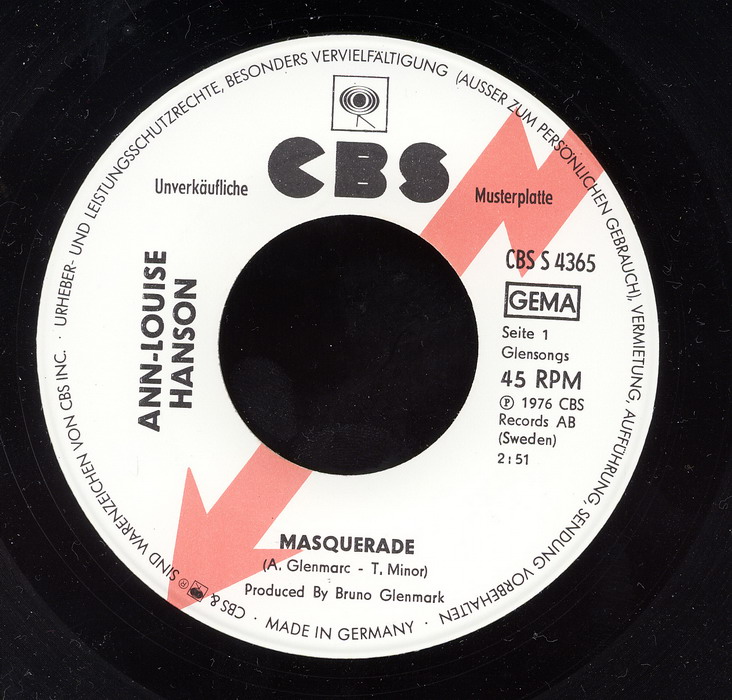 URHEBER- UND LEISTUNGSSCHUTZRECHTE, BESONDERS VERVIELFÄLTIGUNG (AUSSER ZUM PERSÖNLICHEN GEBRAUCH), VERMIETUNG, AUFFÜHRUNG, SENDUNG VORBEHALTEN
CBS
Unverkäufliche
Musterplatte
ANN-LOUISE
HANSON
CBS S 4365
GEMA
Seite 1
Glensongs
45 RPM
℗ 1976 CBS
Records AB
(Sweden)
2:51
MASQUERADE
(A. Glenmarc - T. Minor)
Produced By Bruno Glenmark
· MADE IN GERMANY ·
CBS & ® SIND WARENZEICHEN VON CBS INC. ·